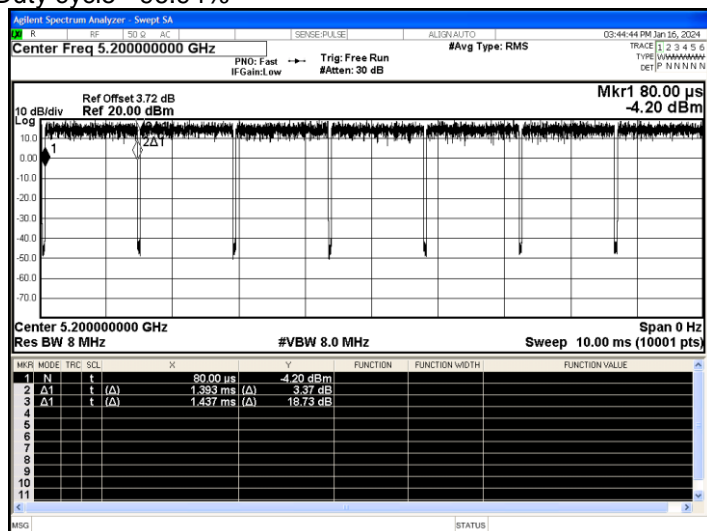 Agilent Spectrum Analyzer - Swept SA
R RF 50 Ω AC SENSE:PULSE ALIGN AUTO 03:44:44 PM Jan 16, 2024
Center Freq 5.200000000 GHz #Avg Type: RMS TRACE 1 2 3 4 5 6
PNO: Fast Trig: Free Run TYPE
IFGain:Low #Atten: 30 dB DET P N N N N N
Mkr1 80.00 µs
Ref Offset 3.72 dB
10 dB/div Ref 20.00 dBm -4.20 dBm
Log
10.0
1 2Δ1
0.00
-10.0
-20.0
-30.0
-40.0
-50.0
-60.0
-70.0
Center 5.200000000 GHz Span 0 Hz
Res BW 8 MHz #VBW 8.0 MHz Sweep 10.00 ms (10001 pts)
MKR MODE TRC SCL X Y FUNCTION FUNCTION WIDTH FUNCTION VALUE
1 N t 80.00 µs -4.20 dBm
2 Δ1 t (Δ) 1.393 ms (Δ) 3.37 dB
3 Δ1 t (Δ) 1.437 ms (Δ) 18.73 dB
4
5
6
7
8
9
10
11
MSG STATUS